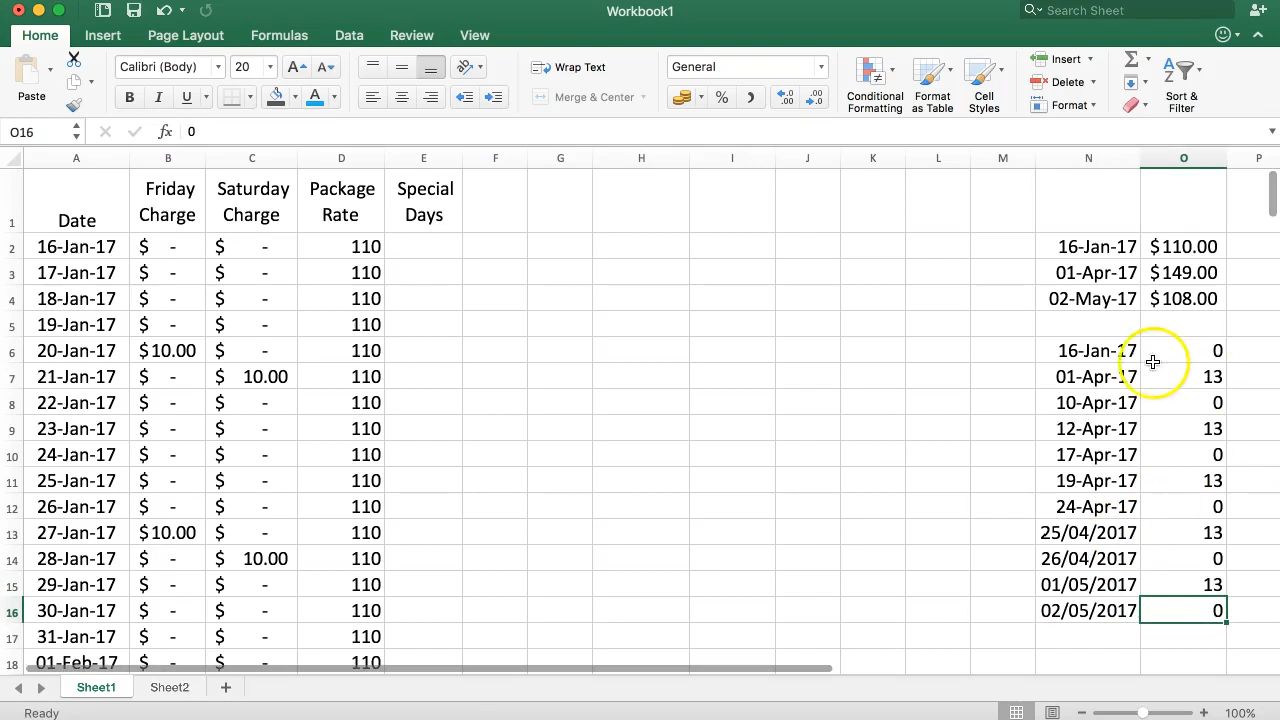 Workbook1
Search Sheet
Home Insert Page Layout Formulas Data Review View
Paste
Calibri (Body) 20
B I U
Wrap Text
Merge & Center
General
Conditional Formatting
Format as Table
Cell Styles
Insert
Delete
Format
Sort & Filter
O16 fx 0
A B C D E F G H I J K L M N O P
1 Date Friday Charge Saturday Charge Package Rate Special Days
2 16-Jan-17 $ - $ - 110 16-Jan-17 $110.00
3 17-Jan-17 $ - $ - 110 01-Apr-17 $149.00
4 18-Jan-17 $ - $ - 110 02-May-17 $108.00
5 19-Jan-17 $ - $ - 110
6 20-Jan-17 $10.00 $ - 110 16-Jan-17 0
7 21-Jan-17 $ - $ 10.00 110 01-Apr-17 13
8 22-Jan-17 $ - $ - 110 10-Apr-17 0
9 23-Jan-17 $ - $ - 110 12-Apr-17 13
10 24-Jan-17 $ - $ - 110 17-Apr-17 0
11 25-Jan-17 $ - $ - 110 19-Apr-17 13
12 26-Jan-17 $ - $ - 110 24-Apr-17 0
13 27-Jan-17 $10.00 $ - 110 25/04/2017 13
14 28-Jan-17 $ - $ 10.00 110 26/04/2017 0
15 29-Jan-17 $ - $ - 110 01/05/2017 13
16 30-Jan-17 $ - $ - 110 02/05/2017 0
17 31-Jan-17 $ - $ - 110
18 01-Feb-17 $ - $ - 110
Sheet1 Sheet2 +
Ready 100%